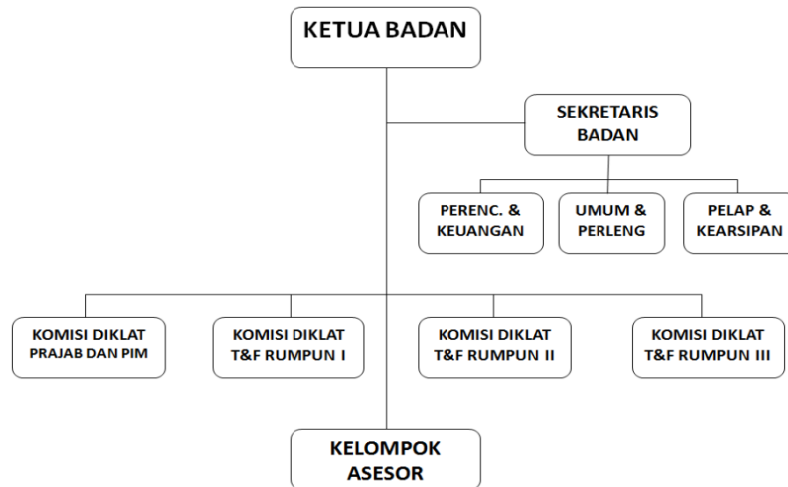 KETUA BADAN
SEKRETARIS
BADAN
PERENC. &
KEUANGAN
UMUM &
PERLENG
PELAP &
KEARSIPAN
KOMISI DIKLAT
PRAJAB DAN PIM
KOMISI DIKLAT
T&F RUMPUN I
KOMISI DIKLAT
T&F RUMPUN II
KOMISI DIKLAT
T&F RUMPUN III
KELOMPOK
ASESOR